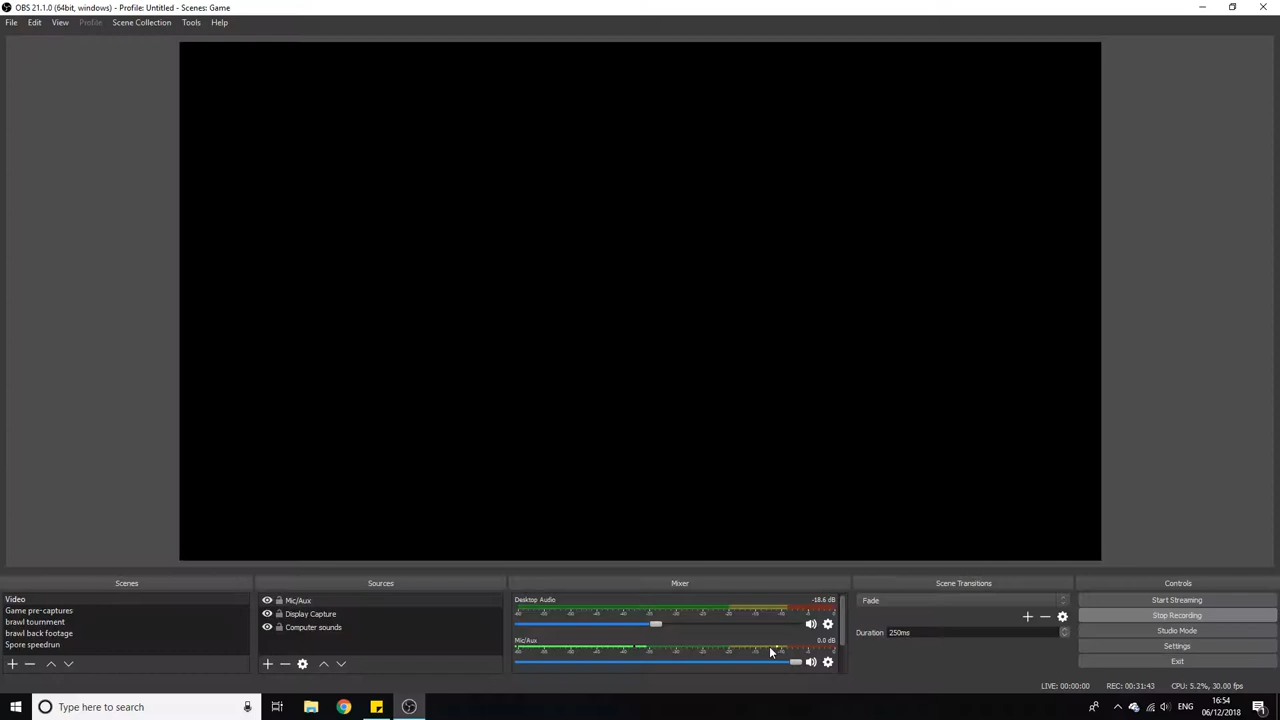 OBS 21.1.0 (64bit, windows) - Profile: Untitled - Scenes: Game
File Edit View Profile Scene Collection Tools Help
Scenes
Video
Game pre-captures
brawl tournment
brawl back footage
Spore speedrun
Sources
Mic/Aux
Display Capture
Computer sounds
Mixer
Desktop Audio -18.6 dB
Mic/Aux 0.0 dB
Scene Transitions
Fade
Duration 250ms
Controls
Start Streaming
Stop Recording
Studio Mode
Settings
Exit
LIVE: 00:00:00 REC: 00:31:43 CPU: 5.2%, 30.00 fps
Type here to search
ENG
16:54
06/12/2018